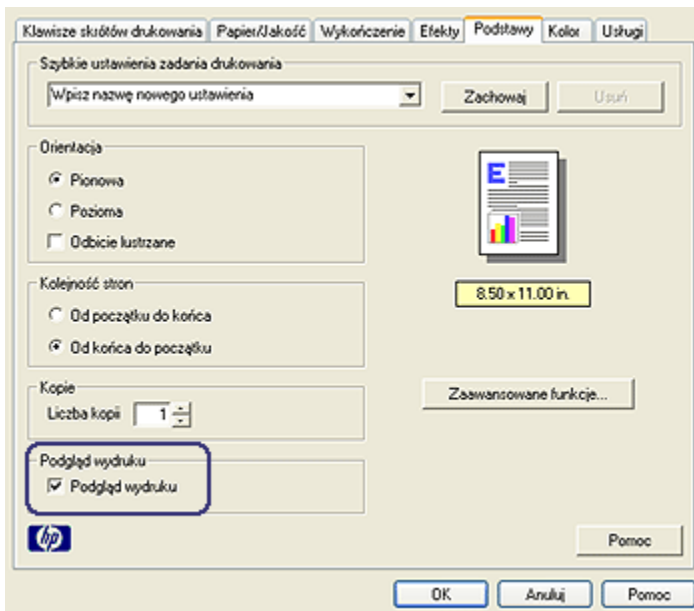 Klawisze skrótów drukowania Papier/Jakość Wykończenie Efekty Podstawy Kolor Usługi
Szybkie ustawienia zadania drukowania
Wpisz nazwę nowego ustawienia Zachowaj Usuń
Orientacja
Pionowa
Pozioma
Odbicie lustrzane
E
8.50 x 11.00 in.
Kolejność stron
Od początku do końca
Od końca do początku
Kopie
Liczba kopii 1
Zaawansowane funkcje...
Podgląd wydruku
Podgląd wydruku
hp
Pomoc
OK Anuluj Pomoc